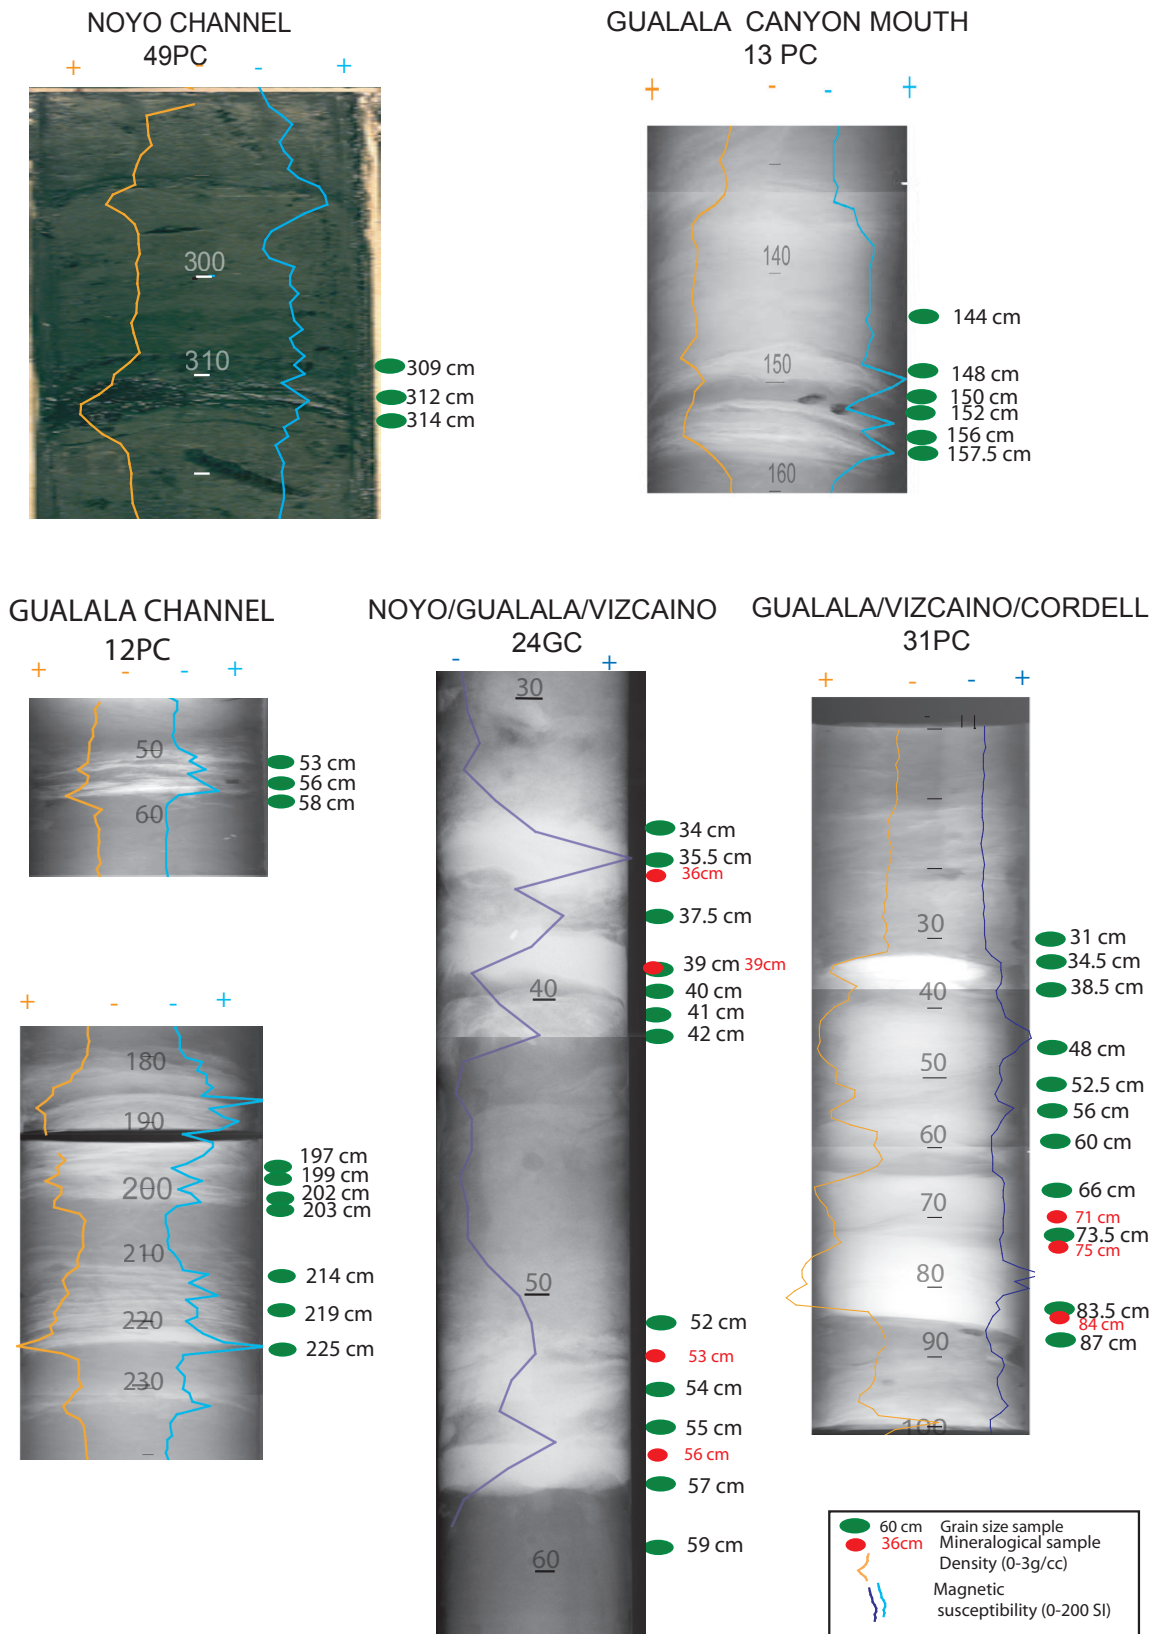 NOYO CHANNEL
49PC
+ - - +
300
310
309 cm
312 cm
314 cm
GUALALA CANYON MOUTH
13 PC
+ - - +
140
150
160
144 cm
148 cm
150 cm
152 cm
156 cm
157.5 cm
GUALALA CHANNEL
12PC
+ - - +
50
60
53 cm
56 cm
58 cm
+ - - +
180
190
200
210
220
230
197 cm
199 cm
202 cm
203 cm
214 cm
219 cm
225 cm
NOYO/GUALALA/VIZCAINO
24GC
- +
30
40
50
60
34 cm
35.5 cm
36cm
37.5 cm
39 cm 39cm
40 cm
41 cm
42 cm
52 cm
53 cm
54 cm
55 cm
56 cm
57 cm
59 cm
GUALALA/VIZCAINO/CORDELL
31PC
+ - - +
30
40
50
60
70
80
90
100
31 cm
34.5 cm
38.5 cm
48 cm
52.5 cm
56 cm
60 cm
66 cm
71 cm
73.5 cm
75 cm
83.5 cm
84 cm
87 cm
60 cm Grain size sample
36cm Mineralogical sample
Density (0-3g/cc)
Magnetic
susceptibility (0-200 SI)